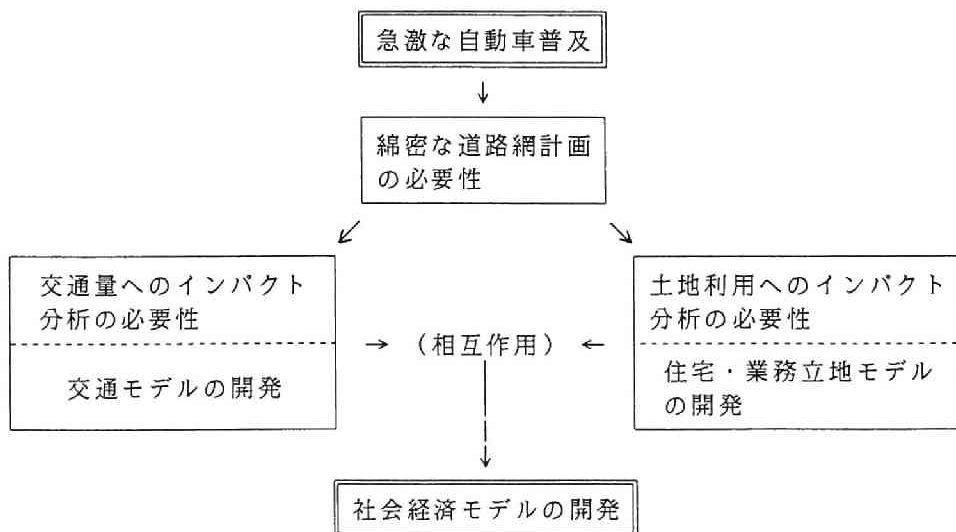 急激な自動車普及
↓
綿密な道路網計画
の必要性
交通量へのインパクト
分析の必要性
交通モデルの開発
→ (相互作用) ←
土地利用へのインパクト
分析の必要性
住宅・業務立地モデル
の開発
社会経済モデルの開発